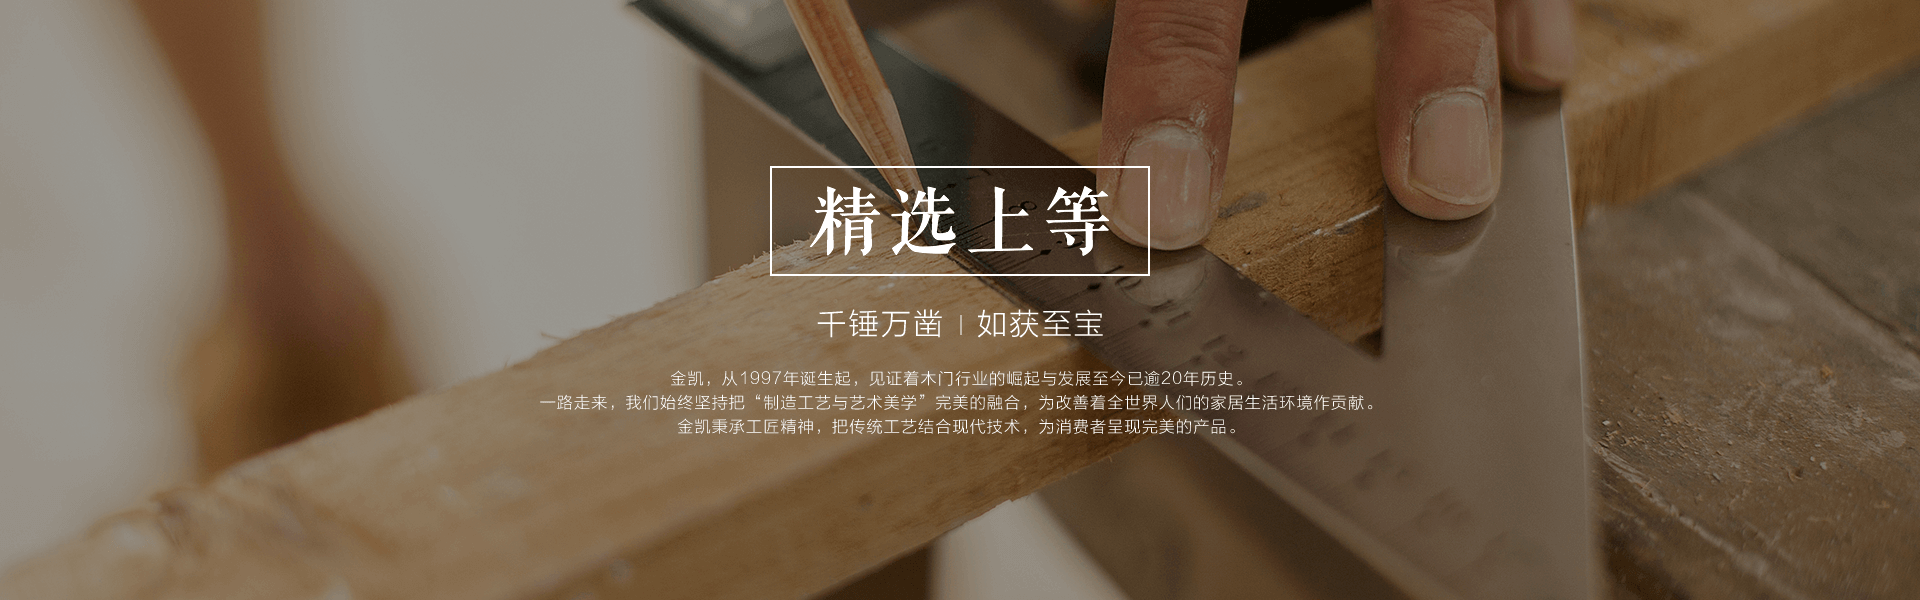 精选上等
千锤万凿 | 如获至宝
金凯，从1997年诞生起，见证着木门行业的崛起与发展至今已逾20年历史。
一路走来，我们始终坚持把“制造工艺与艺术美学”完美的融合，为改善着全世界人们的家居生活环境作贡献。
金凯秉承工匠精神，把传统工艺结合现代技术，为消费者呈现完美的产品。